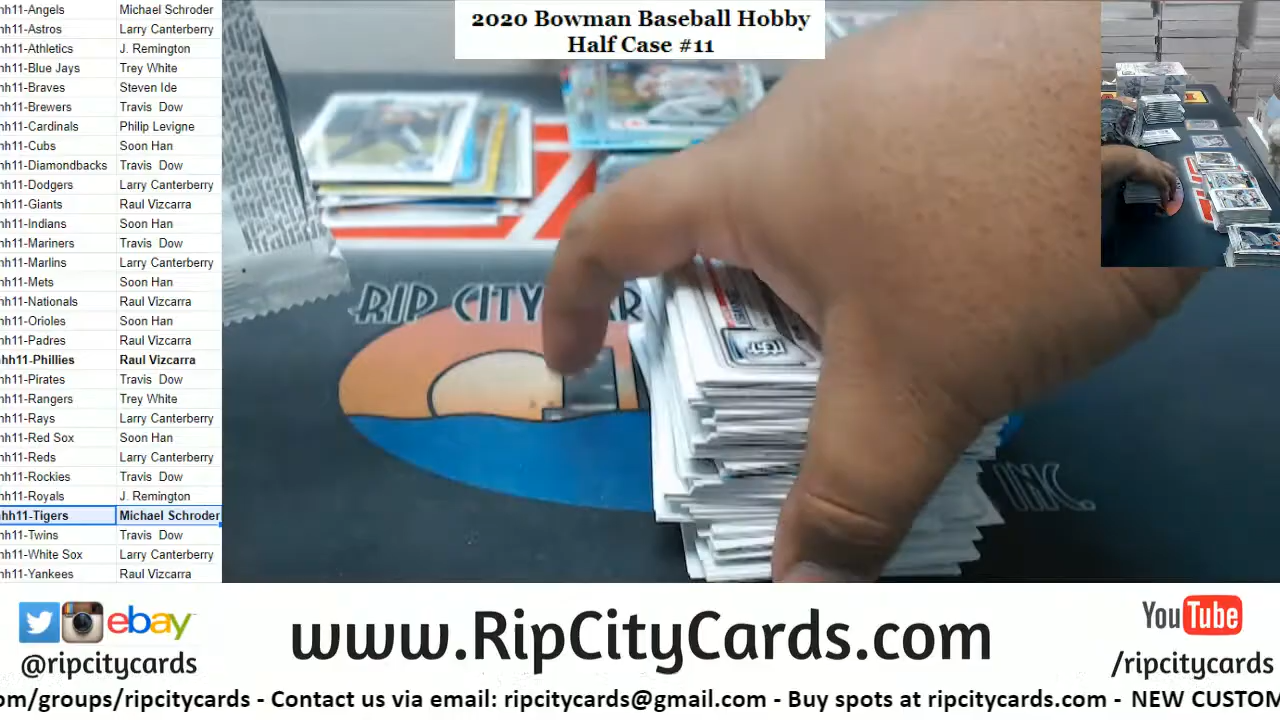 hh11-Angels Michael Schroder
hh11-Astros Larry Canterberry
hh11-Athletics J. Remington
hh11-Blue Jays Trey White
hh11-Braves Steven Ide
hh11-Brewers Travis Dow
hh11-Cardinals Philip Levigne
hh11-Cubs Soon Han
hh11-Diamondbacks Travis Dow
hh11-Dodgers Larry Canterberry
hh11-Giants Raul Vizcarra
hh11-Indians Soon Han
hh11-Mariners Travis Dow
hh11-Marlins Larry Canterberry
hh11-Mets Soon Han
hh11-Nationals Raul Vizcarra
hh11-Orioles Soon Han
hh11-Padres Raul Vizcarra
hh11-Phillies Raul Vizcarra
hh11-Pirates Travis Dow
hh11-Rangers Trey White
hh11-Rays Larry Canterberry
hh11-Red Sox Soon Han
hh11-Reds Larry Canterberry
hh11-Rockies Travis Dow
hh11-Royals J. Remington
hh11-Tigers Michael Schroder
hh11-Twins Travis Dow
hh11-White Sox Larry Canterberry
hh11-Yankees Raul Vizcarra
2020 Bowman Baseball Hobby
Half Case #11
RIP CITY CAR
INC.
ebay
@ripcitycards
www.RipCityCards.com
YouTube
/ripcitycards
om/groups/ripcitycards - Contact us via email: ripcitycards@gmail.com - Buy spots at ripcitycards.com - NEW CUSTOM